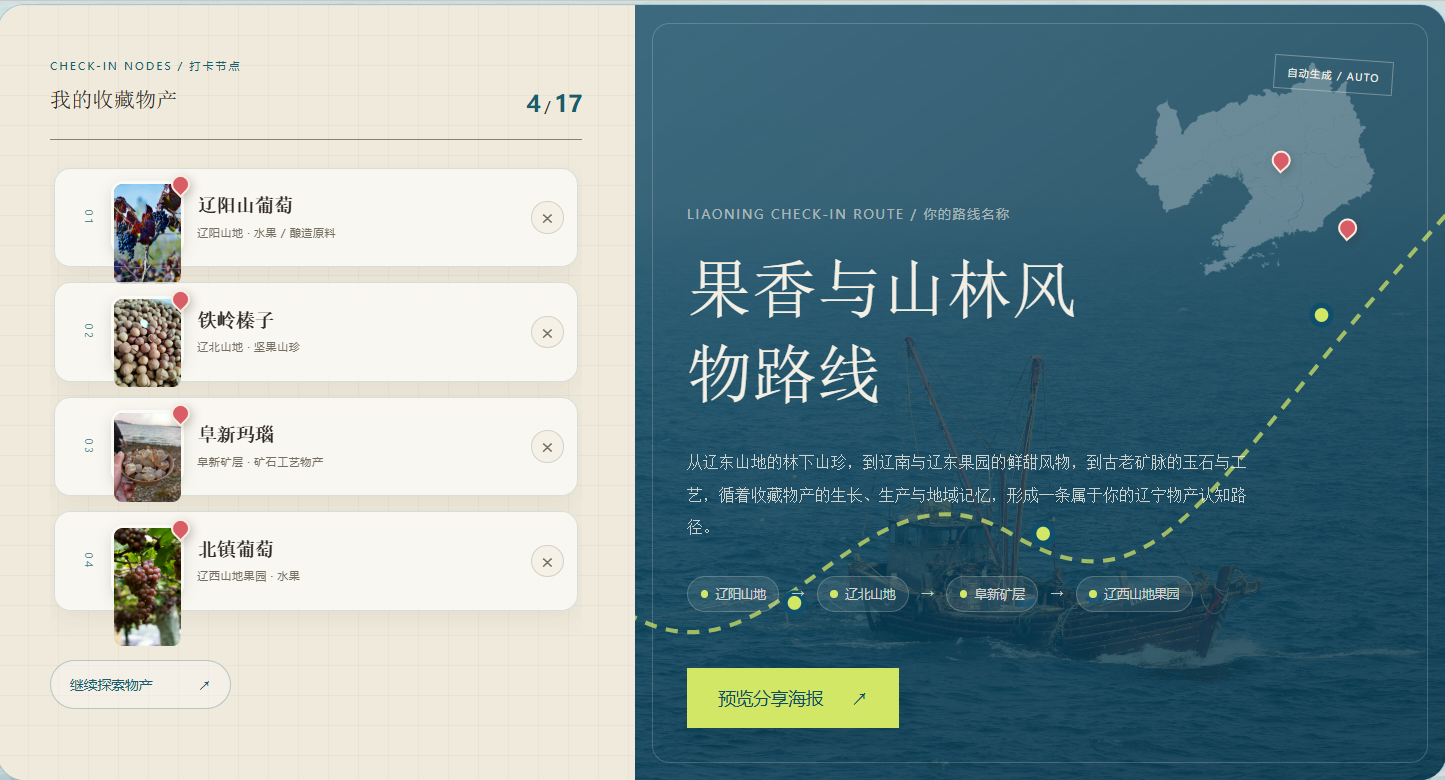 CHECK-IN NODES / 打卡节点
我的收藏物产
4 / 17
01
辽阳山葡萄
辽阳山地 · 水果 / 酿造原料
×
02
铁岭榛子
辽北山地 · 坚果山珍
×
03
阜新玛瑙
阜新矿层 · 矿石工艺物产
×
04
北镇葡萄
辽西山地果园 · 水果
×
继续探索物产 ↗
自动生成 / AUTO
LIAONING CHECK-IN ROUTE / 你的路线名称
果香与山林风
物路线
从辽东山地的林下山珍，到辽南与辽东果园的鲜甜风物，到古老矿脉的玉石与工
艺，循着收藏物产的生长、生产与地域记忆，形成一条属于你的辽宁物产认知路
径。
辽阳山地 → 辽北山地 → 阜新矿层 → 辽西山地果园
预览分享海报 ↗